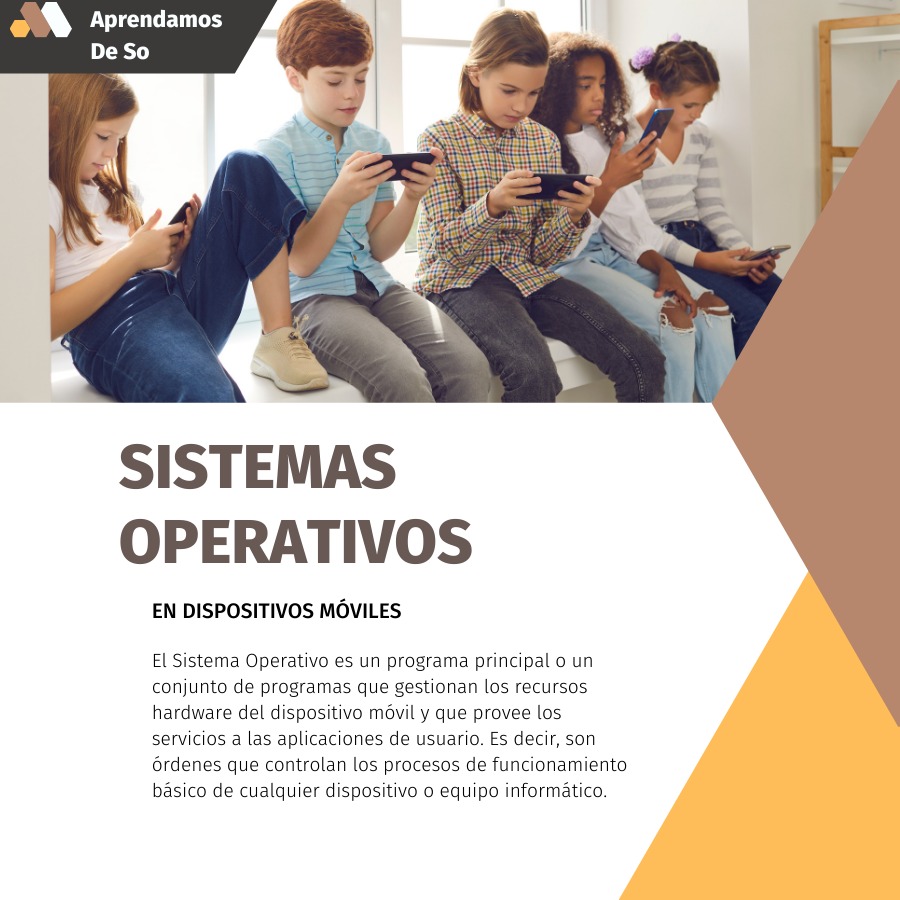 Aprendamos
De So
SISTEMAS
OPERATIVOS
EN DISPOSITIVOS MÓVILES
El Sistema Operativo es un programa principal o un
conjunto de programas que gestionan los recursos
hardware del dispositivo móvil y que provee los
servicios a las aplicaciones de usuario. Es decir, son
órdenes que controlan los procesos de funcionamiento
básico de cualquier dispositivo o equipo informático.